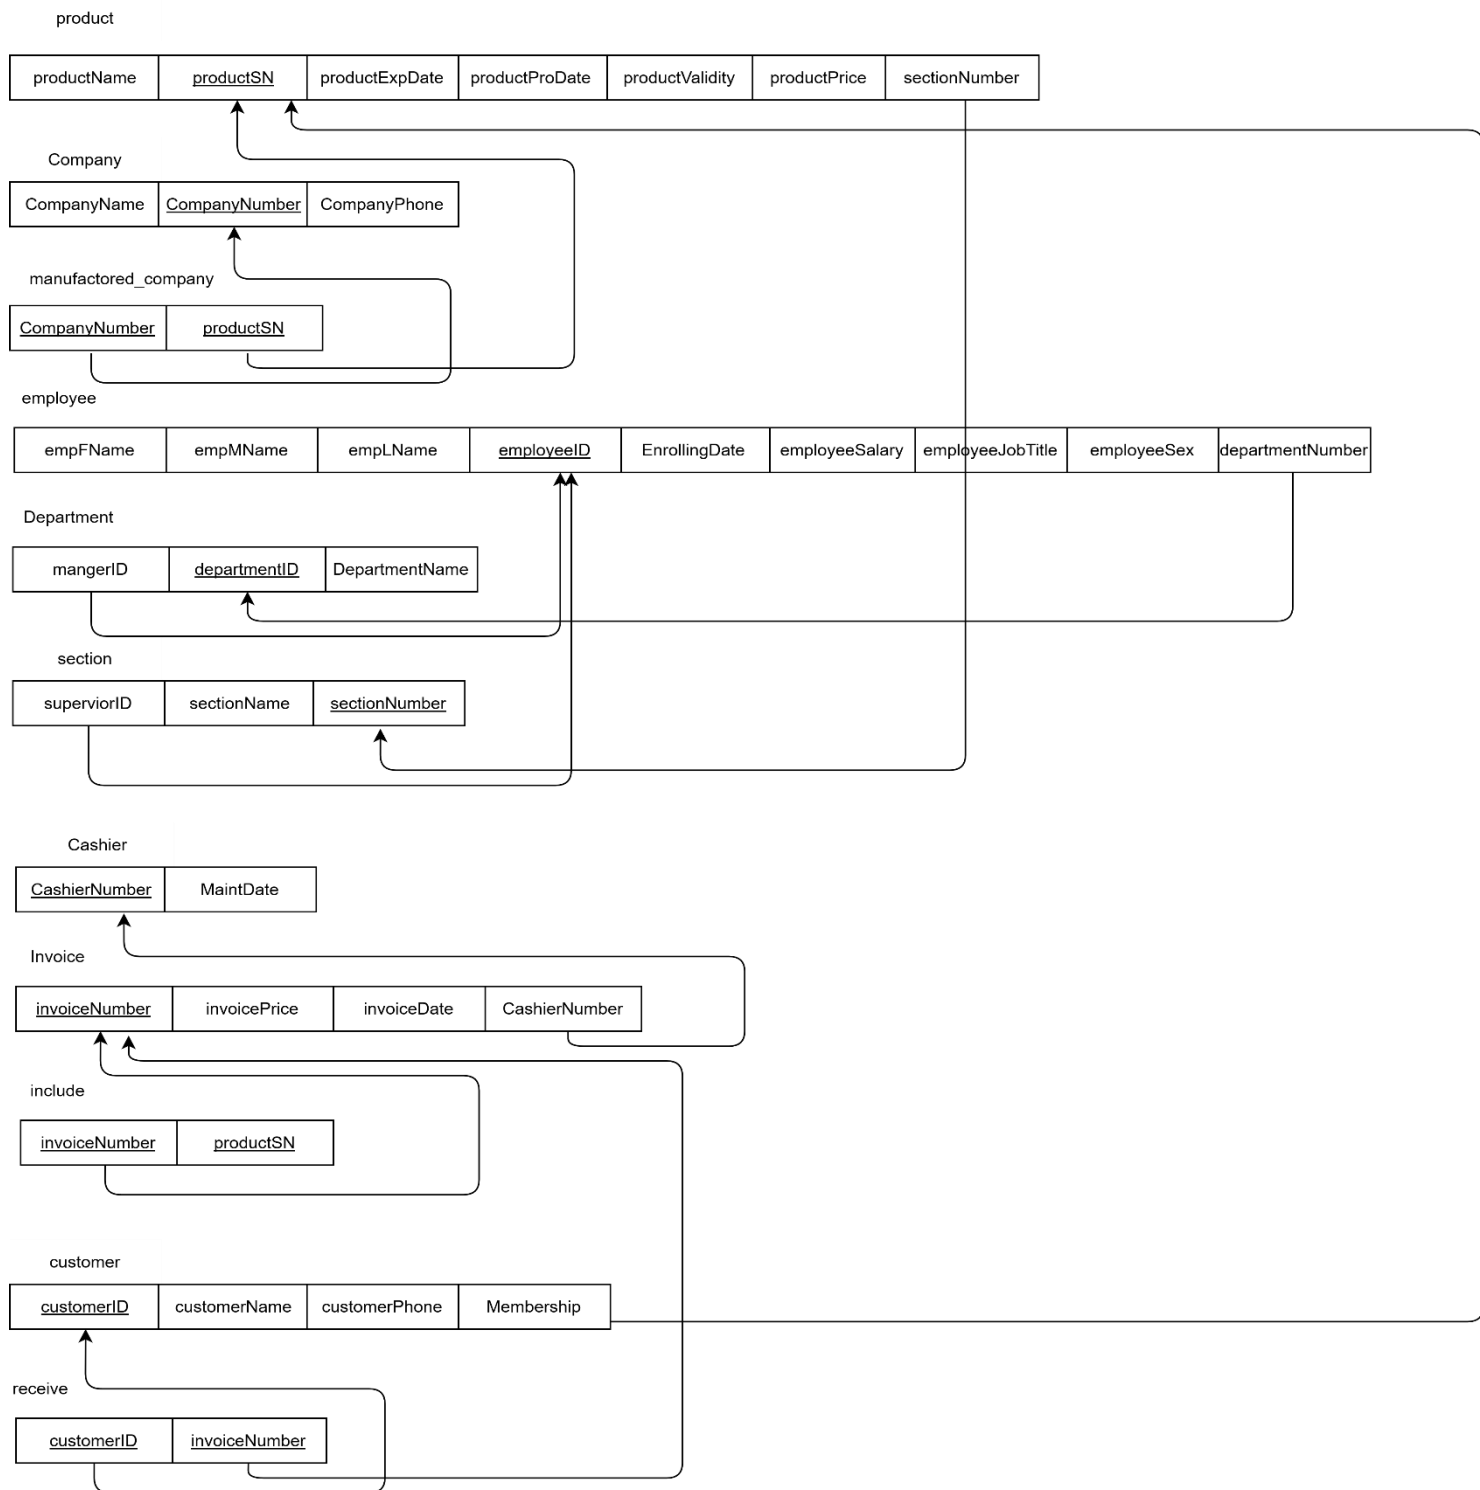 product
productName productSN productExpDate productProDate productValidity productPrice sectionNumber
Company
CompanyName CompanyNumber CompanyPhone
manufactored_company
CompanyNumber productSN
employee
empFName empMName empLName employeeID EnrollingDate employeeSalary employeeJobTitle employeeSex departmentNumber
Department
mangerID departmentID DepartmentName
section
superviorID sectionName sectionNumber
Cashier
CashierNumber MaintDate
Invoice
invoiceNumber invoicePrice invoiceDate CashierNumber
include
invoiceNumber productSN
customer
customerID customerName customerPhone Membership
receive
customerID invoiceNumber